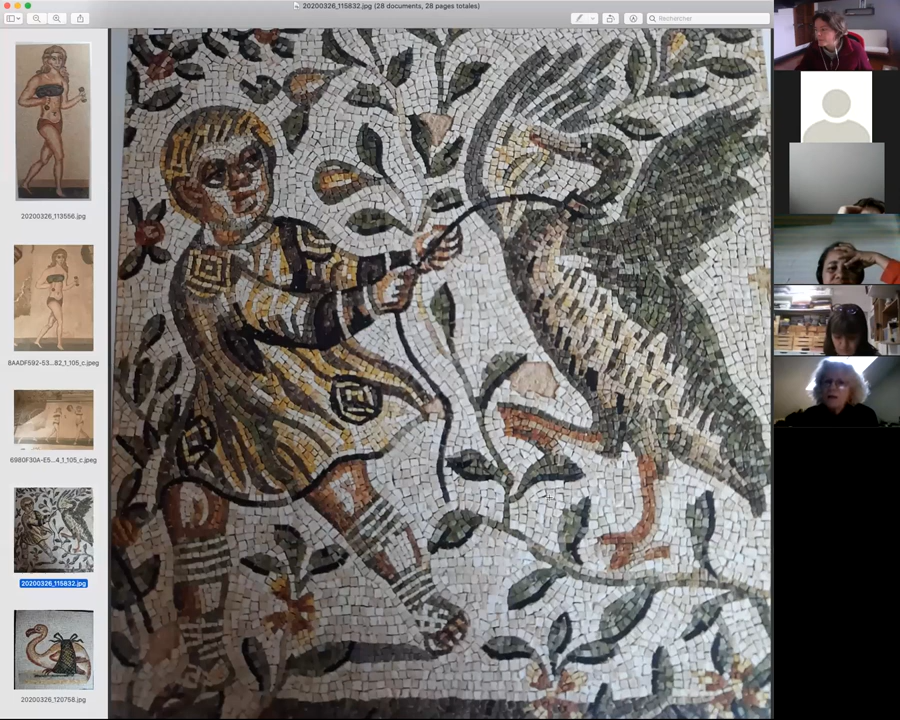 20200326_115832.jpg (28 documents, 28 pages totales)
Rechercher
20200326_113556.jpg
8AADF592-53...82_1_105_c.jpeg
6980F30A-E5...4_1_105_c.jpeg
20200326_115832.jpg
20200326_120758.jpg